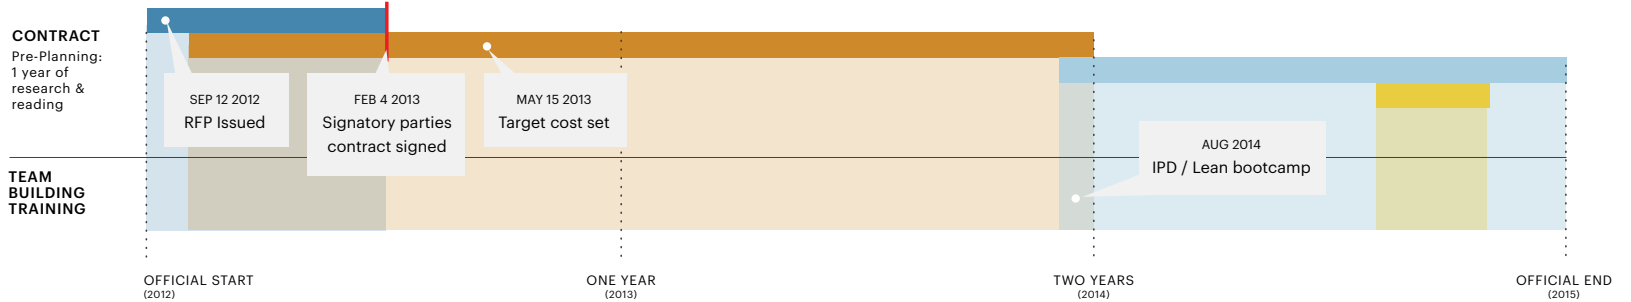 CONTRACT
Pre-Planning:
1 year of
research &
reading
SEP 12 2012
RFP Issued
FEB 4 2013
Signatory parties
contract signed
MAY 15 2013
Target cost set
AUG 2014
IPD / Lean bootcamp
TEAM
BUILDING
TRAINING
OFFICIAL START
(2012)
ONE YEAR
(2013)
TWO YEARS
(2014)
OFFICIAL END
(2015)